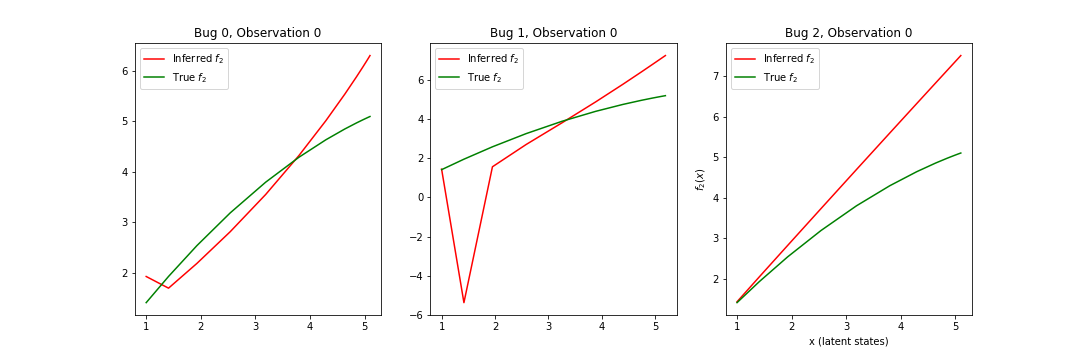 Bug 0, Observation 0
Inferred f₂
True f₂
6
5
4
3
2
1 2 3 4 5
Bug 1, Observation 0
Inferred f₂
True f₂
6
4
2
0
−2
−4
−6
1 2 3 4 5
Bug 2, Observation 0
Inferred f₂
True f₂
f₂(x)
7
6
5
4
3
2
1 2 3 4 5
x (latent states)